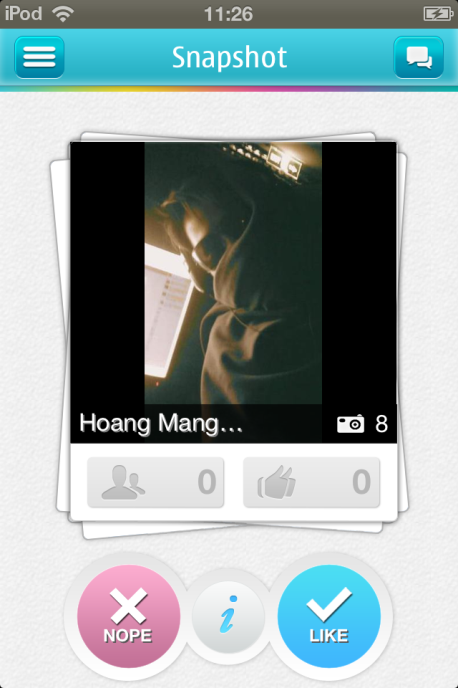 iPod 11:26
Snapshot
Hoang Mang... 8
0 0
NOPE i LIKE